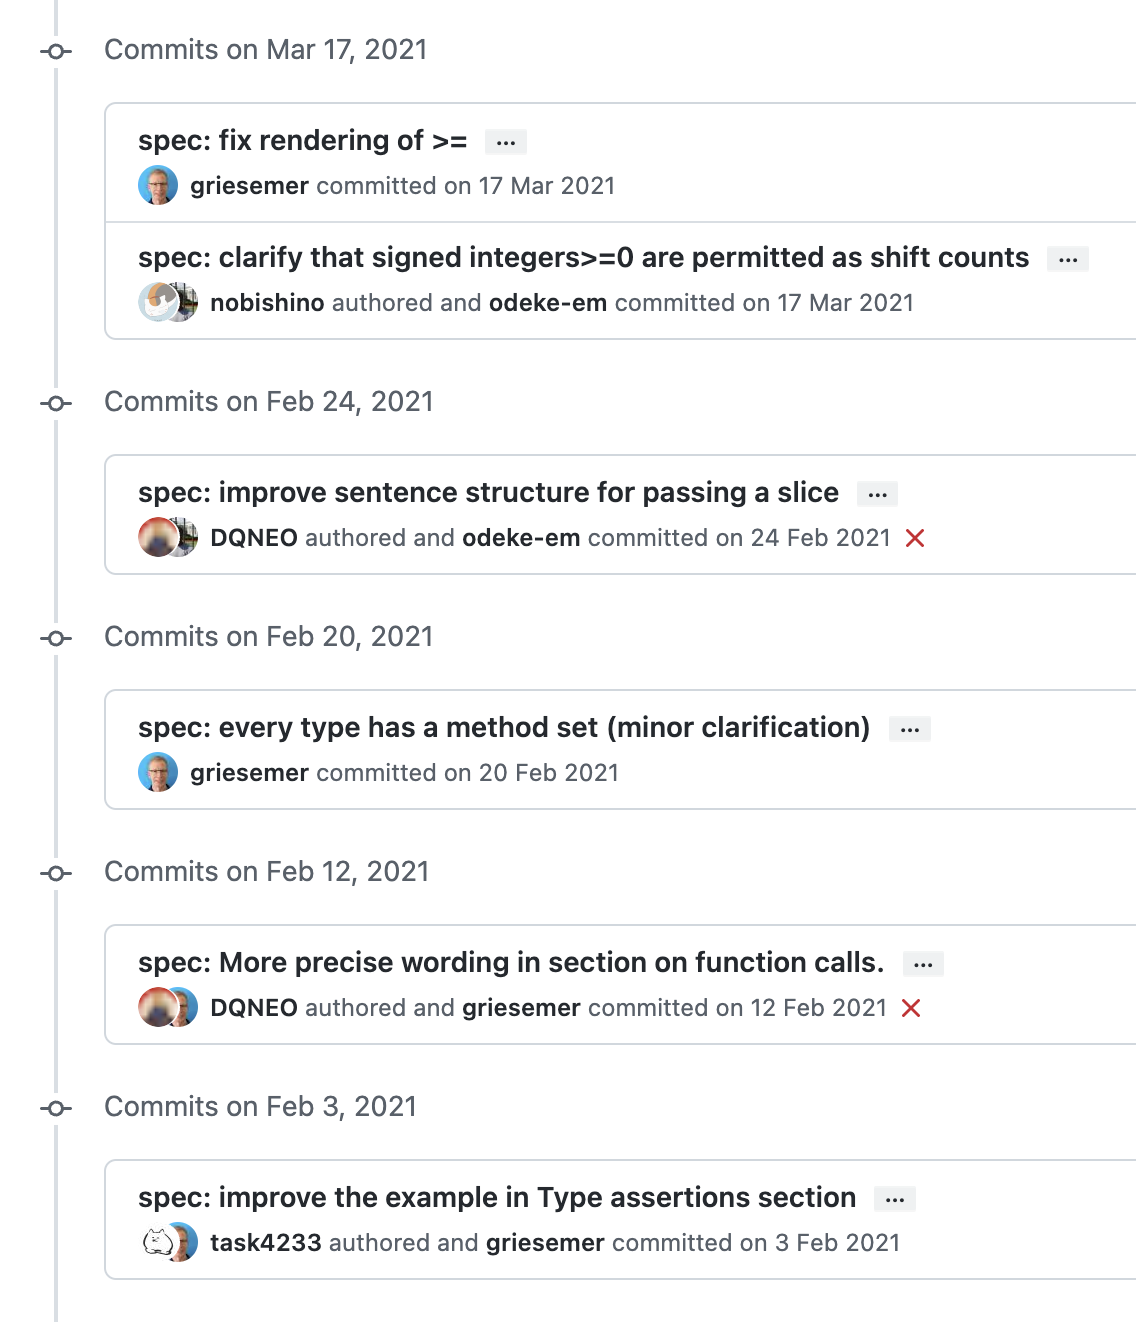 Commits on Mar 17, 2021
spec: fix rendering of >= ...
griesemer committed on 17 Mar 2021
spec: clarify that signed integers>=0 are permitted as shift counts ...
nobishino authored and odeke-em committed on 17 Mar 2021
Commits on Feb 24, 2021
spec: improve sentence structure for passing a slice ...
DQNEO authored and odeke-em committed on 24 Feb 2021
Commits on Feb 20, 2021
spec: every type has a method set (minor clarification) ...
griesemer committed on 20 Feb 2021
Commits on Feb 12, 2021
spec: More precise wording in section on function calls. ...
DQNEO authored and griesemer committed on 12 Feb 2021
Commits on Feb 3, 2021
spec: improve the example in Type assertions section ...
task4233 authored and griesemer committed on 3 Feb 2021